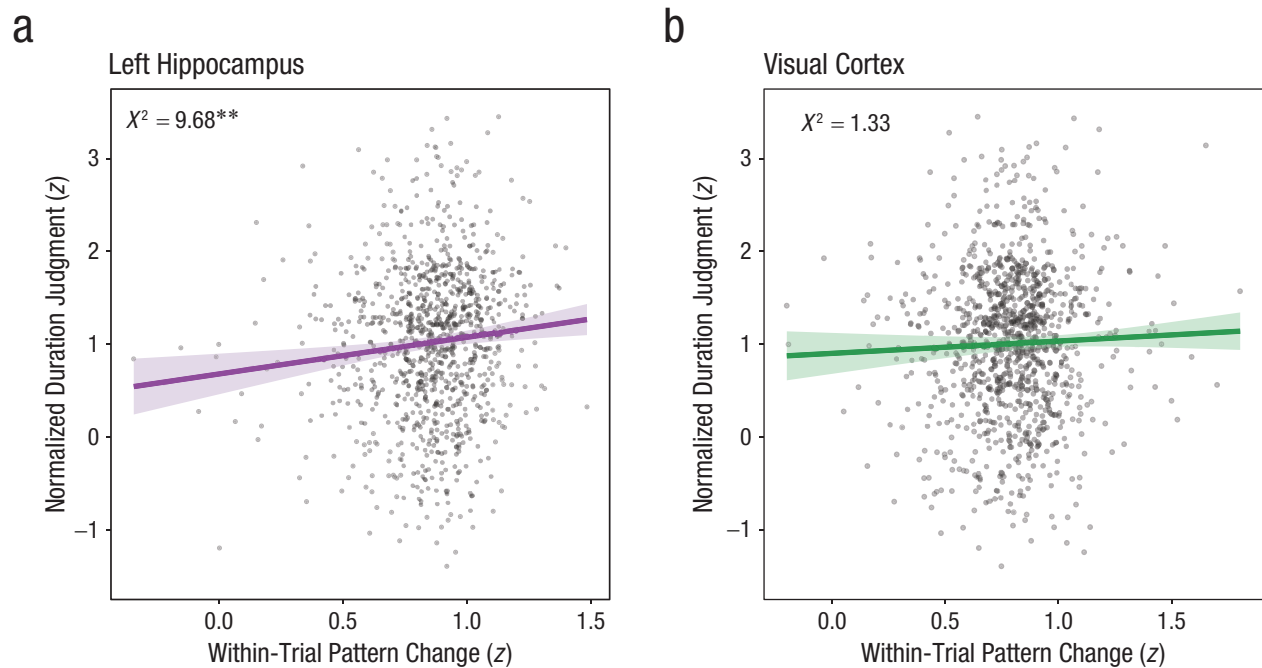 a
Left Hippocampus
X² = 9.68**
Normalized Duration Judgment (z)
3
2
1
0
−1
0.0 0.5 1.0 1.5
Within-Trial Pattern Change (z)
b
Visual Cortex
X² = 1.33
Normalized Duration Judgment (z)
3
2
1
0
−1
0.0 0.5 1.0 1.5
Within-Trial Pattern Change (z)